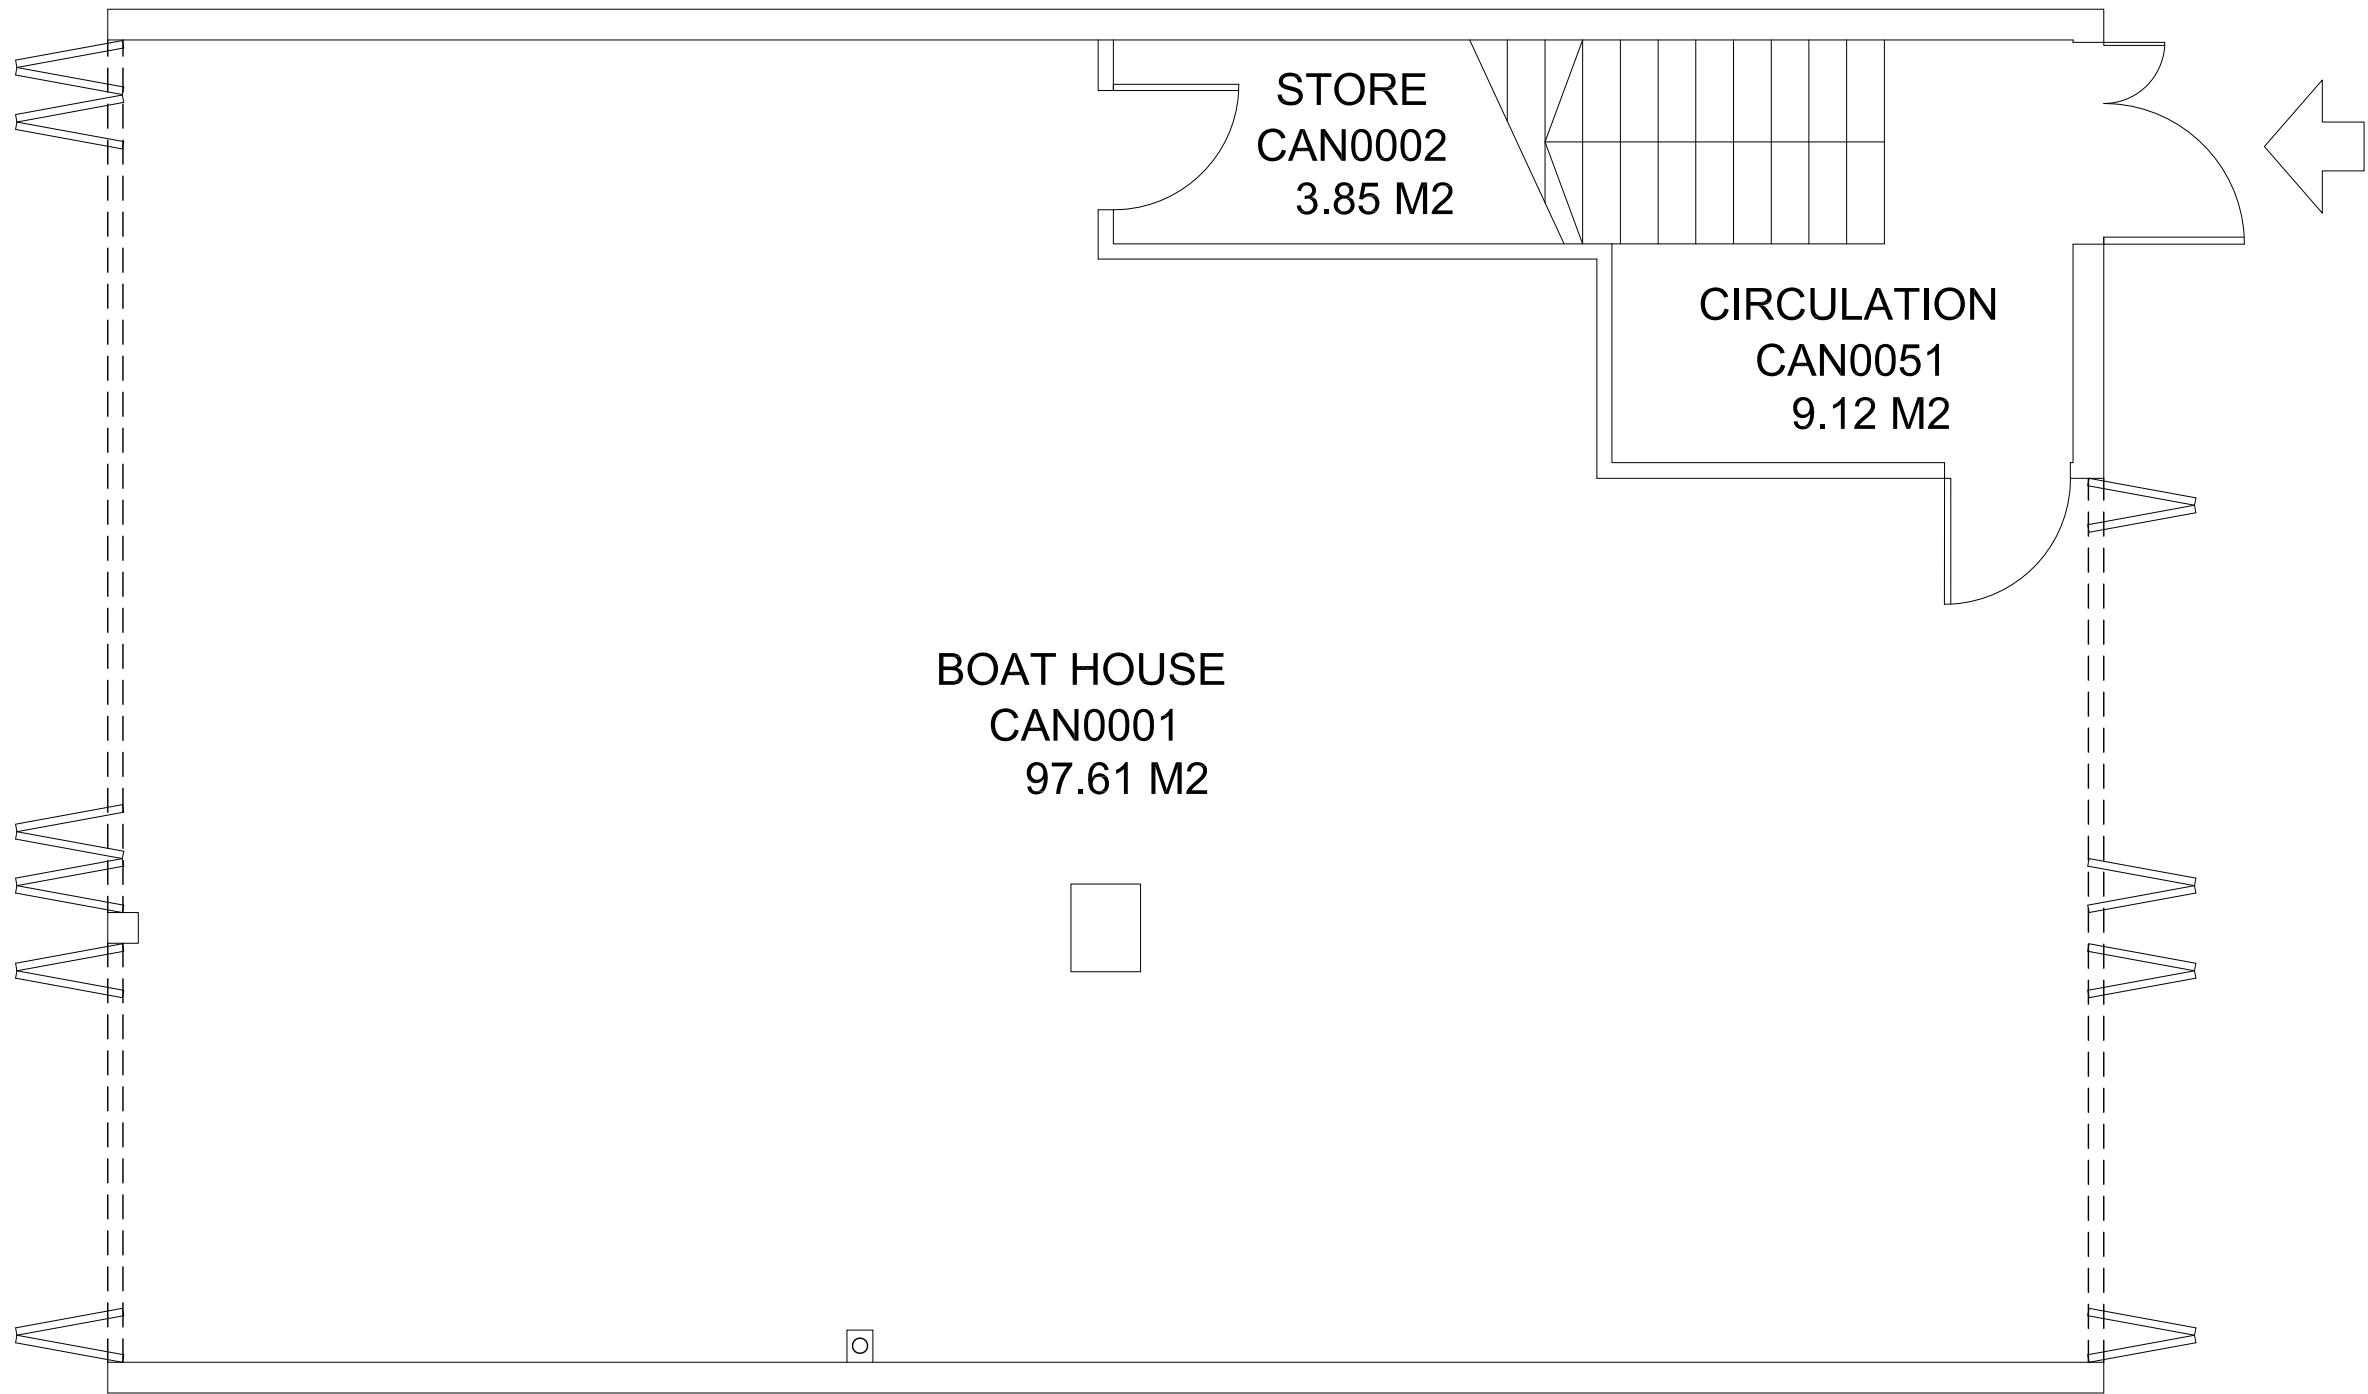 STORE
CAN0002
3.85 M2
CIRCULATION
CAN0051
9.12 M2
BOAT HOUSE
CAN0001
97.61 M2